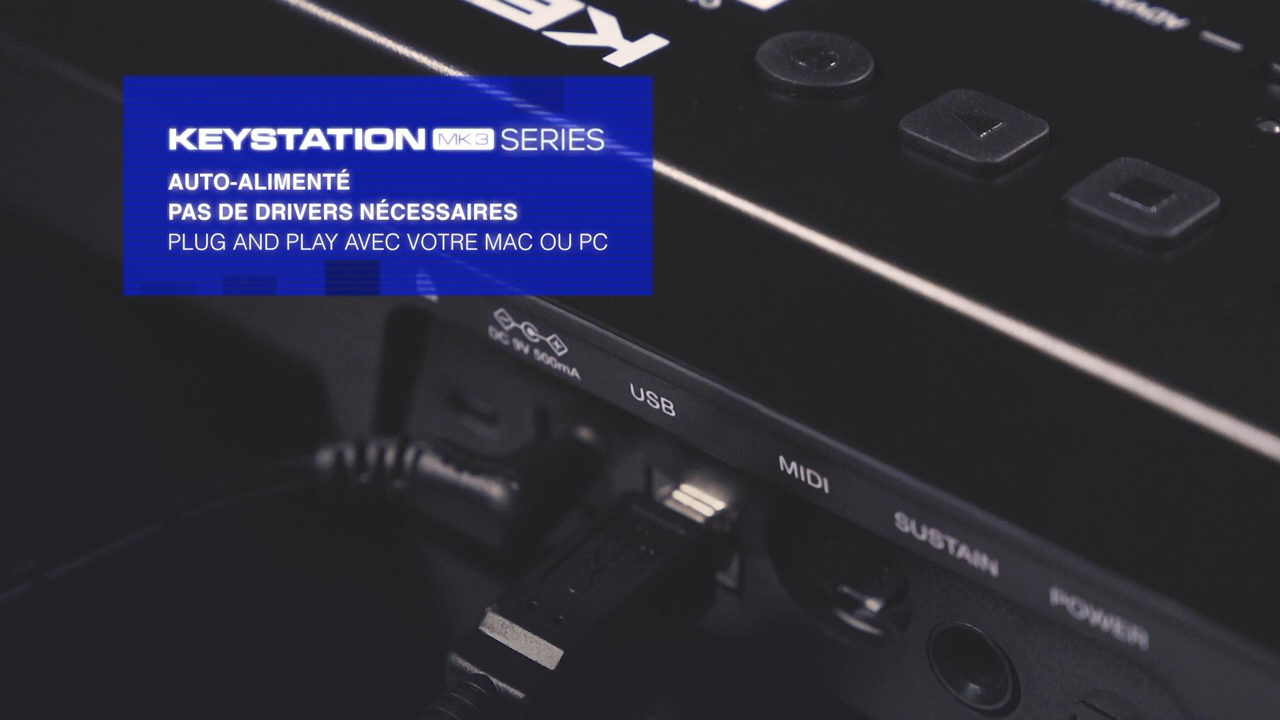 KEYSTATION MK3 SERIES
AUTO-ALIMENTÉ
PAS DE DRIVERS NÉCESSAIRES
PLUG AND PLAY AVEC VOTRE MAC OU PC
DC 9V 500mA
USB
MIDI
SUSTAIN
POWER